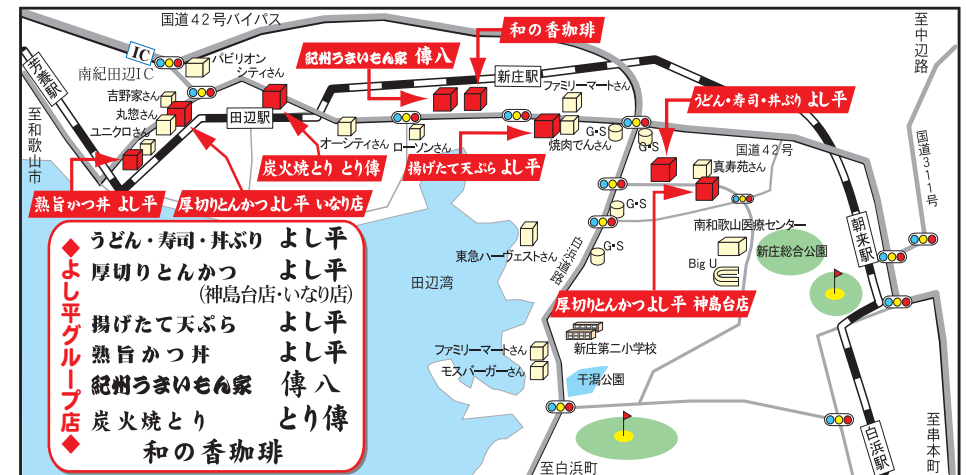 国道42号バイパス
至中辺路
和の香珈琲
IC
紀州うまいもん家 傳八
パビリオン
シティさん
南紀田辺IC
芳養駅
新庄駅
ファミリーマートさん
吉野家さん
丸惣さん
ユニクロさん
田辺駅
うどん・寿司・丼ぶり よし平
至和歌山市
オーシティさん
ローソンさん
G・S
焼肉でんさん
G・S
国道42号
国道311号
炭火焼とり とり傳
揚げたて天ぷら よし平
真寿苑さん
熟旨かつ丼 よし平
厚切りとんかつよし平 いなり店
G・S
南和歌山医療センター
朝来駅
うどん・寿司・丼ぶり よし平
厚切りとんかつ よし平
(神島台店・いなり店)
揚げたて天ぷら よし平
熟旨かつ丼 よし平
紀州うまいもん家 傳八
炭火焼とり とり傳
和の香珈琲
◆よし平グループ店◆
東急ハーヴェストさん
白浜道路
G・S
Big U
新庄総合公園
田辺湾
厚切りとんかつよし平 神島台店
新庄第二小学校
ファミリーマートさん
モスバーガーさん
干潟公園
至白浜町
白浜駅
至串本町